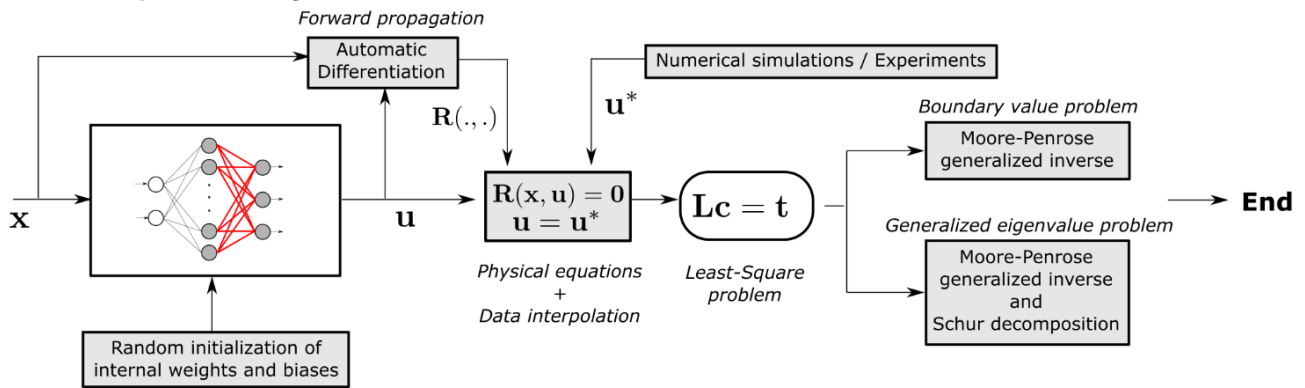 Forward propagation
Automatic
Differentiation
Numerical simulations / Experiments
R(.,.)
u*
x
u
R(x, u) = 0
u = u*
Lc = t
Physical equations
+
Data interpolation
Least-Square
problem
Boundary value problem
Moore-Penrose
generalized inverse
Generalized eigenvalue problem
Moore-Penrose
generalized inverse
and
Schur decomposition
End
Random initialization of
internal weights and biases